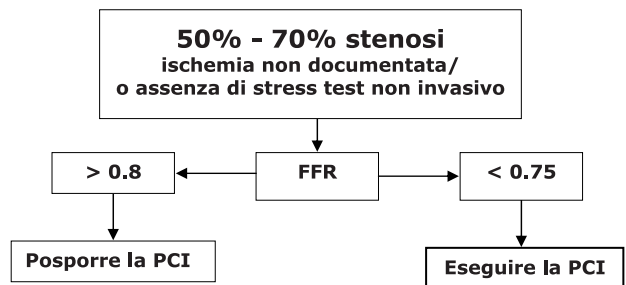 50% - 70% stenosi
ischemia non documentata/
o assenza di stress test non invasivo
> 0.8
FFR
< 0.75
Posporre la PCI
Eseguire la PCI